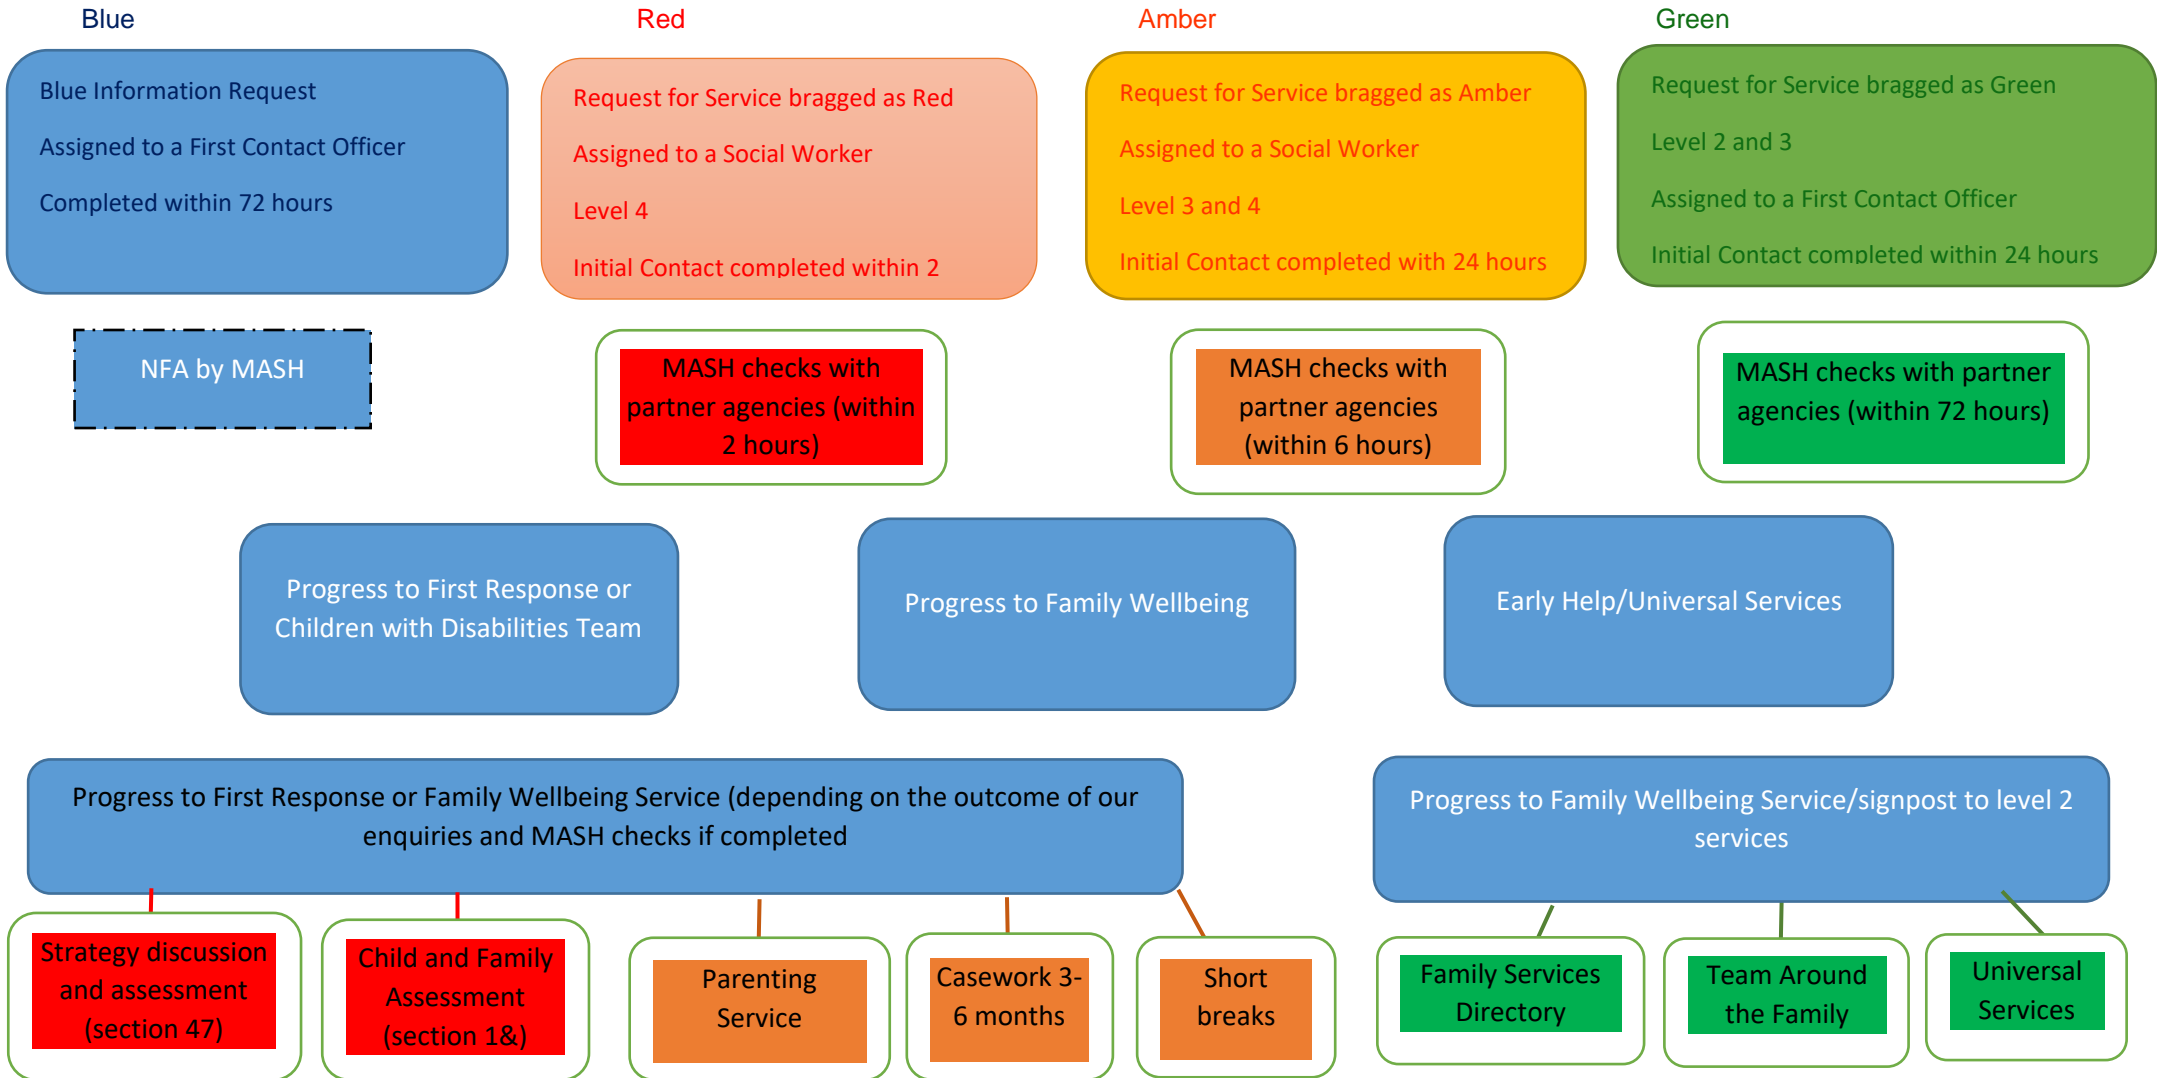 Blue
Red
Amber
Green
Blue Information Request
Assigned to a First Contact Officer
Completed within 72 hours
Request for Service bragged as Red
Assigned to a Social Worker
Level 4
Initial Contact completed within 2
Request for Service bragged as Amber
Assigned to a Social Worker
Level 3 and 4
Initial Contact completed with 24 hours
Request for Service bragged as Green
Level 2 and 3
Assigned to a First Contact Officer
Initial Contact completed within 24 hours
NFA by MASH
MASH checks with
partner agencies (within
2 hours)
MASH checks with
partner agencies
(within 6 hours)
MASH checks with partner
agencies (within 72 hours)
Progress to First Response or
Children with Disabilities Team
Progress to Family Wellbeing
Early Help/Universal Services
Progress to First Response or Family Wellbeing Service (depending on the outcome of our
enquiries and MASH checks if completed
Progress to Family Wellbeing Service/signpost to level 2
services
Strategy discussion
and assessment
(section 47)
Child and Family
Assessment
(section 1&)
Parenting
Service
Casework 3-
6 months
Short
breaks
Family Services
Directory
Team Around
the Family
Universal
Services